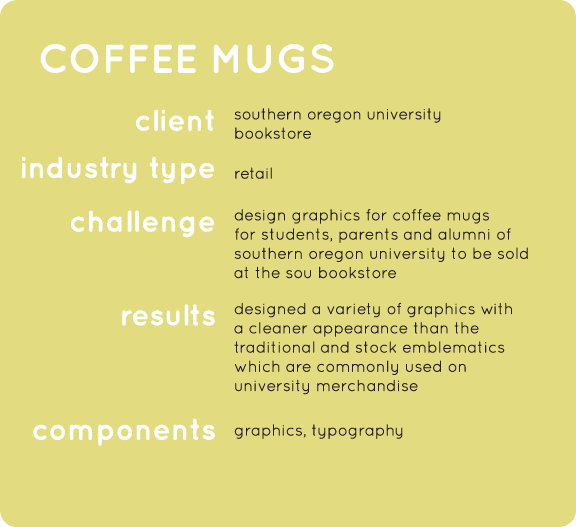 COFFEE MUGS
client
southern oregon university
bookstore
industry type
retail
challenge
design graphics for coffee mugs
for students, parents and alumni of
southern oregon university to be sold
at the sou bookstore
results
designed a variety of graphics with
a cleaner appearance than the
traditional and stock emblematics
which are commonly used on
university merchandise
components
graphics, typography